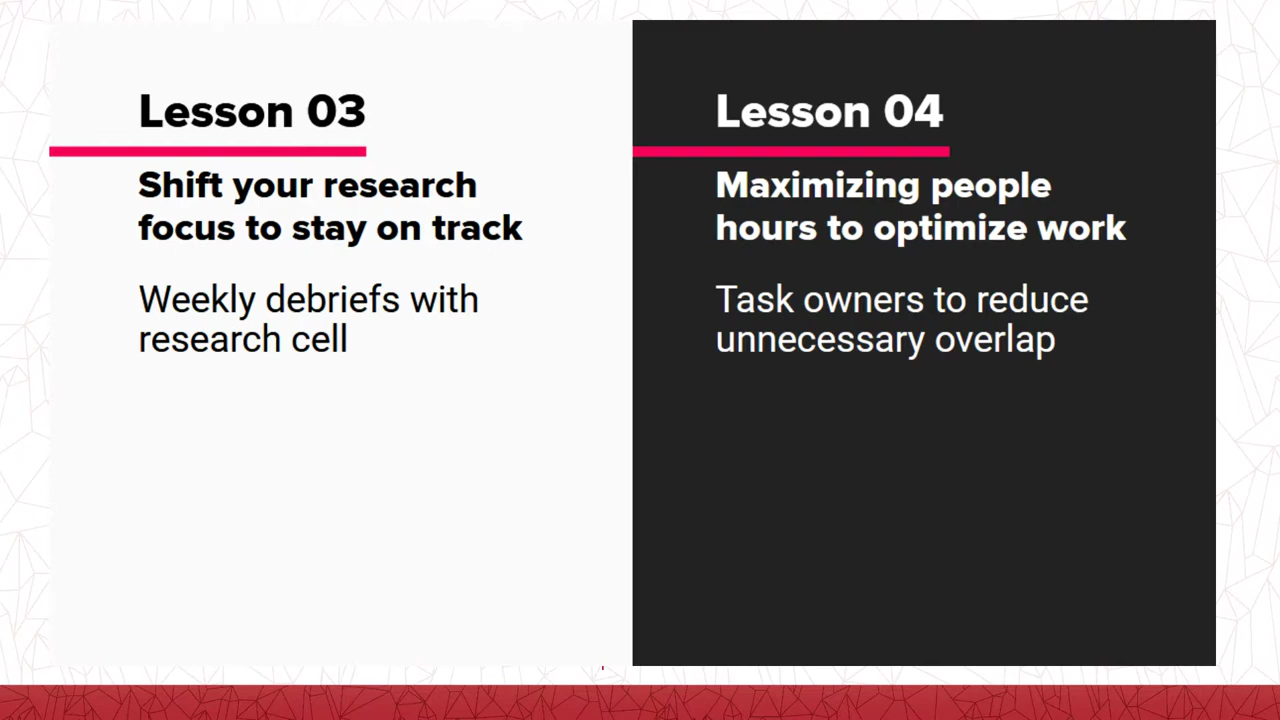 Lesson 03
Shift your research
focus to stay on track
Weekly debriefs with
research cell
Lesson 04
Maximizing people
hours to optimize work
Task owners to reduce
unnecessary overlap